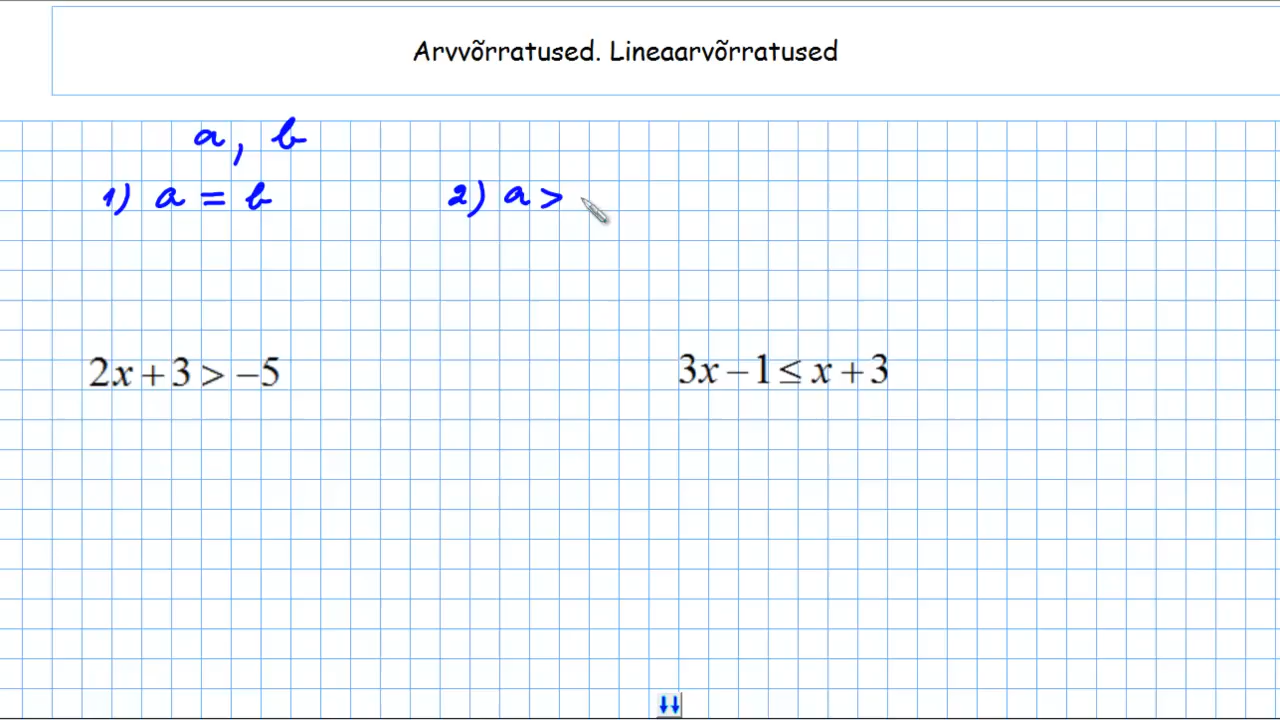 Arvvõrratused. Lineaarvõrratused
a, b
1) a = b 2) a >
2x + 3 > −5 3x − 1 ≤ x + 3